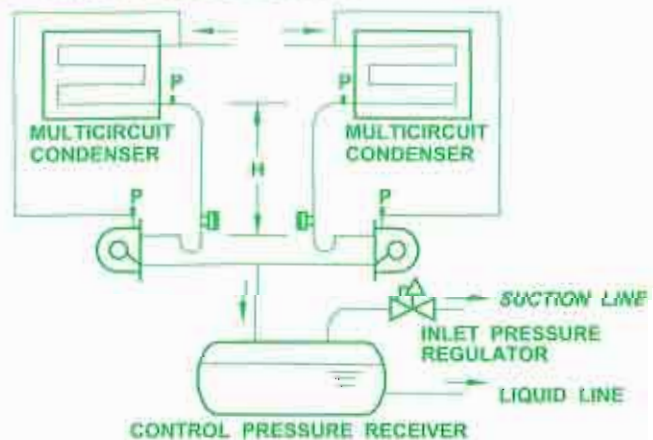 P
P
MULTICIRCUIT
CONDENSER
MULTICIRCUIT
CONDENSER
H
P
P
SUCTION LINE
INLET PRESSURE
REGULATOR
LIQUID LINE
CONTROL PRESSURE RECEIVER